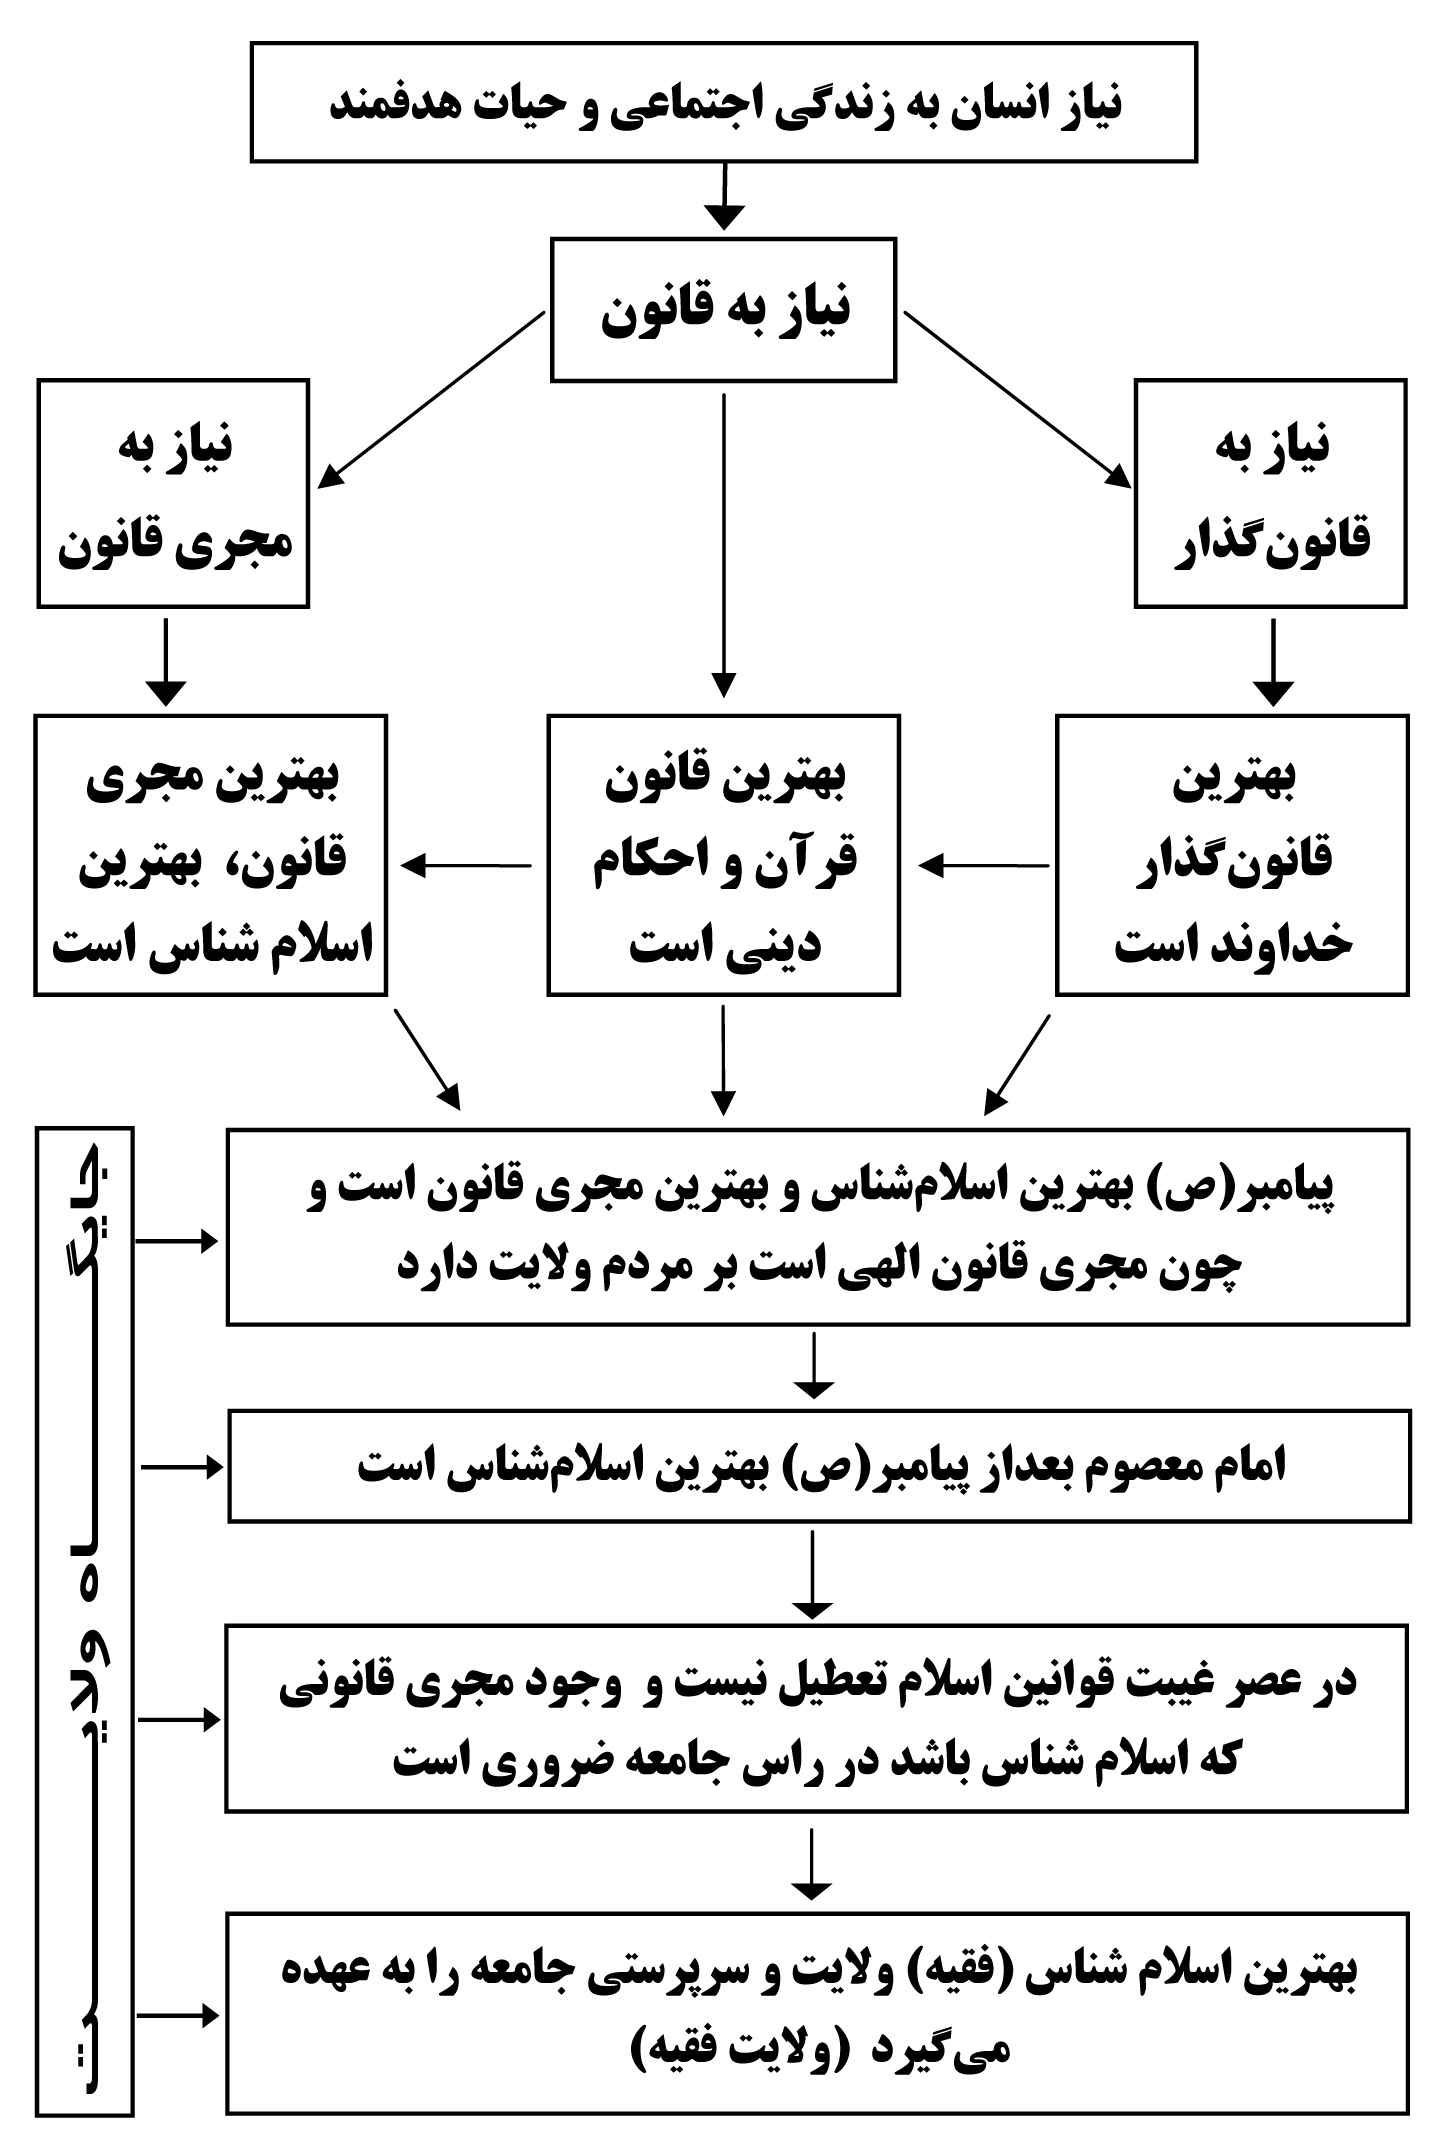 نیاز انسان به زندگی اجتماعی و حیات هدفمند
نیاز به قانون
نیاز به
قانون‌گذار
نیاز به
مجری قانون
بهترین
قانون‌گذار
خداوند است
بهترین قانون
قرآن و احکام
دینی است
بهترین مجری
قانون، بهترین
اسلام شناس است
جایگـــــــــاه ولایـــــــــت
پیامبر(ص) بهترین اسلام‌شناس و بهترین مجری قانون است و
چون مجری قانون الهی است بر مردم ولایت دارد
امام معصوم بعداز پیامبر(ص) بهترین اسلام‌شناس است
در عصر غیبت قوانین اسلام تعطیل نیست و وجود مجری قانونی
که اسلام شناس باشد در راس جامعه ضروری است
بهترین اسلام شناس (فقیه) ولایت و سرپرستی جامعه را به عهده
می‌گیرد (ولایت فقیه)